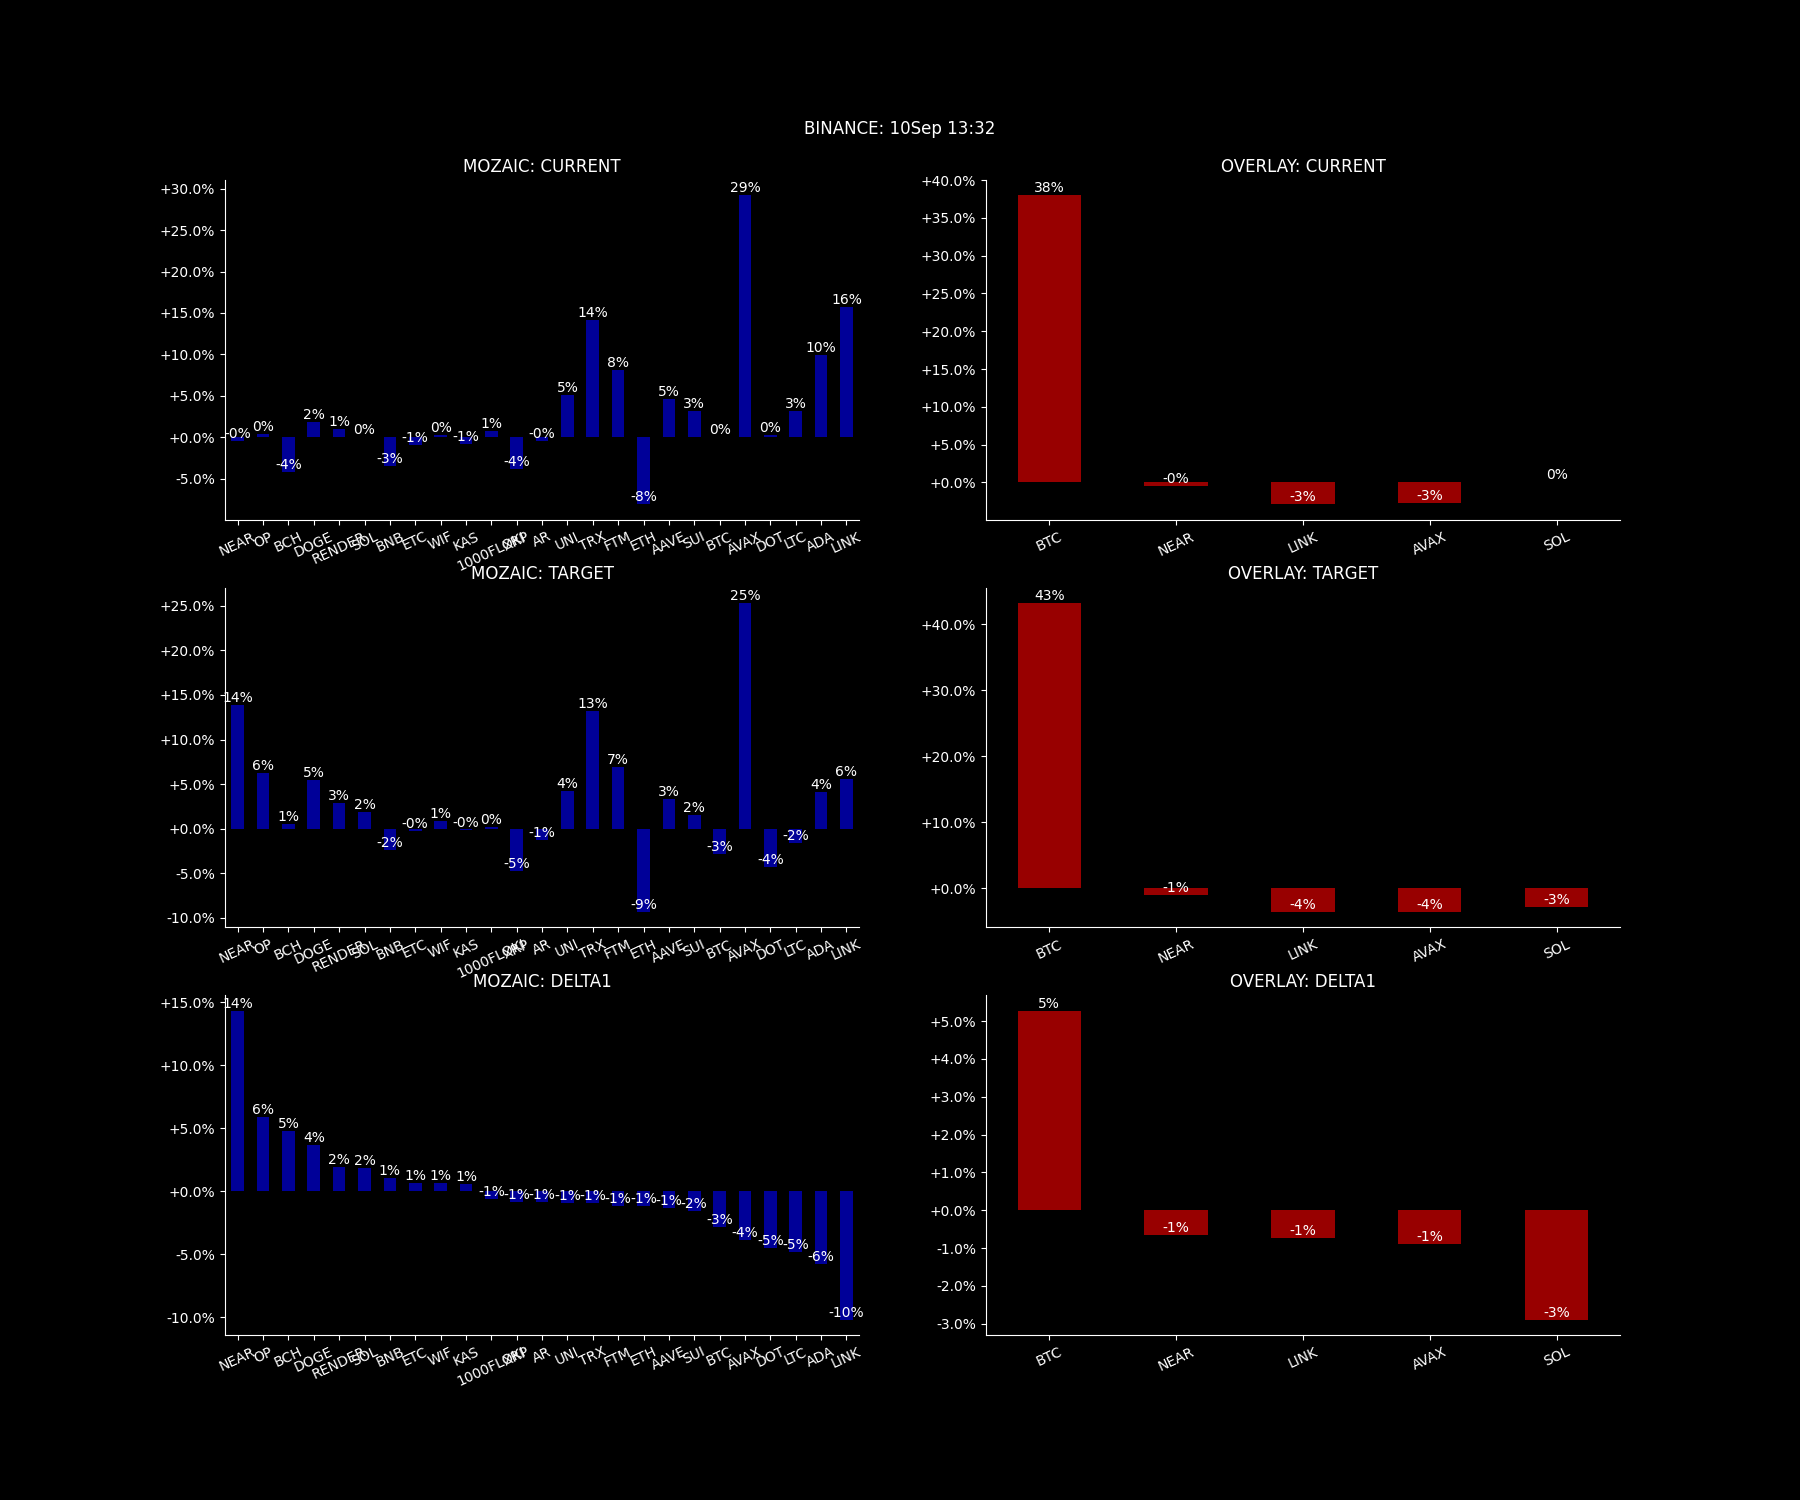 BINANCE: 10Sep 13:32
MOZAIC: CURRENT
+30.0%
+25.0%
+20.0%
+15.0%
+10.0%
+5.0%
+0.0%
-5.0%
-0% 0% -4% 2% 1% 0% -3% -1% 0% -1% 1% -4% -0% 5% 14% 8% -8% 5% 3% 0% 29% 0% 3% 10% 16%
NEAR OP BCH DOGE RENDER SOL BNB ETC WIF KAS 1000FLOKI XRP AR UNI TRX FTM ETH AAVE SUI BTC AVAX DOT LTC ADA LINK
OVERLAY: CURRENT
+40.0%
+35.0%
+30.0%
+25.0%
+20.0%
+15.0%
+10.0%
+5.0%
+0.0%
38% -0% -3% -3% 0%
BTC NEAR LINK AVAX SOL
MOZAIC: TARGET
+25.0%
+20.0%
+15.0%
+10.0%
+5.0%
+0.0%
-5.0%
-10.0%
14% 6% 1% 5% 3% 2% -2% -0% 1% -0% 0% -5% -1% 4% 13% 7% -9% 3% 2% -3% 25% -4% -2% 4% 6%
NEAR OP BCH DOGE RENDER SOL BNB ETC WIF KAS 1000FLOKI XRP AR UNI TRX FTM ETH AAVE SUI BTC AVAX DOT LTC ADA LINK
OVERLAY: TARGET
+40.0%
+30.0%
+20.0%
+10.0%
+0.0%
43% -1% -4% -4% -3%
BTC NEAR LINK AVAX SOL
MOZAIC: DELTA1
+15.0%
+10.0%
+5.0%
+0.0%
-5.0%
-10.0%
14% 6% 5% 4% 2% 2% 1% 1% 1% 1% -1% -1% -1% -1% -1% -1% -1% -1% -2% -3% -4% -5% -5% -6% -10%
NEAR OP BCH DOGE RENDER SOL BNB ETC WIF KAS 1000FLOKI XRP AR UNI TRX FTM ETH AAVE SUI BTC AVAX DOT LTC ADA LINK
OVERLAY: DELTA1
+5.0%
+4.0%
+3.0%
+2.0%
+1.0%
+0.0%
-1.0%
-2.0%
-3.0%
5% -1% -1% -1% -3%
BTC NEAR LINK AVAX SOL